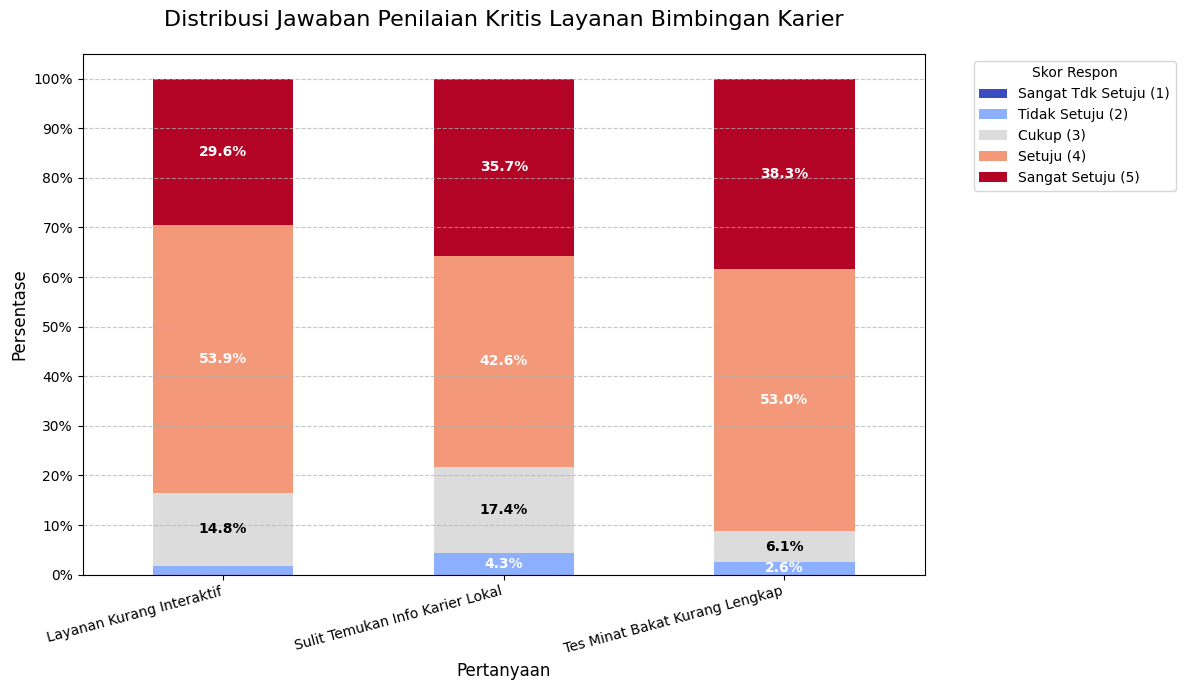 Distribusi Jawaban Penilaian Kritis Layanan Bimbingan Karier
Persentase
100%
90%
80%
70%
60%
50%
40%
30%
20%
10%
0%
29.6%
53.9%
14.8%
35.7%
42.6%
17.4%
4.3%
38.3%
53.0%
6.1%
2.6%
Layanan Kurang Interaktif
Sulit Temukan Info Karier Lokal
Tes Minat Bakat Kurang Lengkap
Pertanyaan
Skor Respon
Sangat Tdk Setuju (1)
Tidak Setuju (2)
Cukup (3)
Setuju (4)
Sangat Setuju (5)